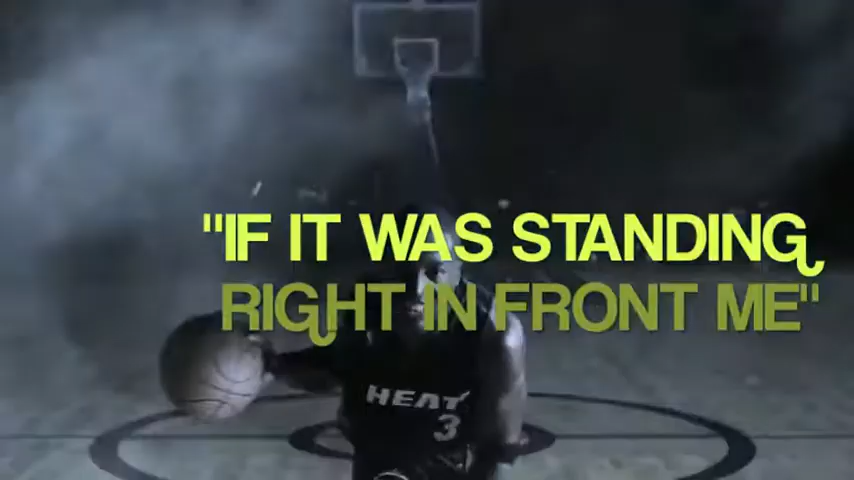 "IF IT WAS STANDING
RIGHT IN FRONT ME"
HEAT
3